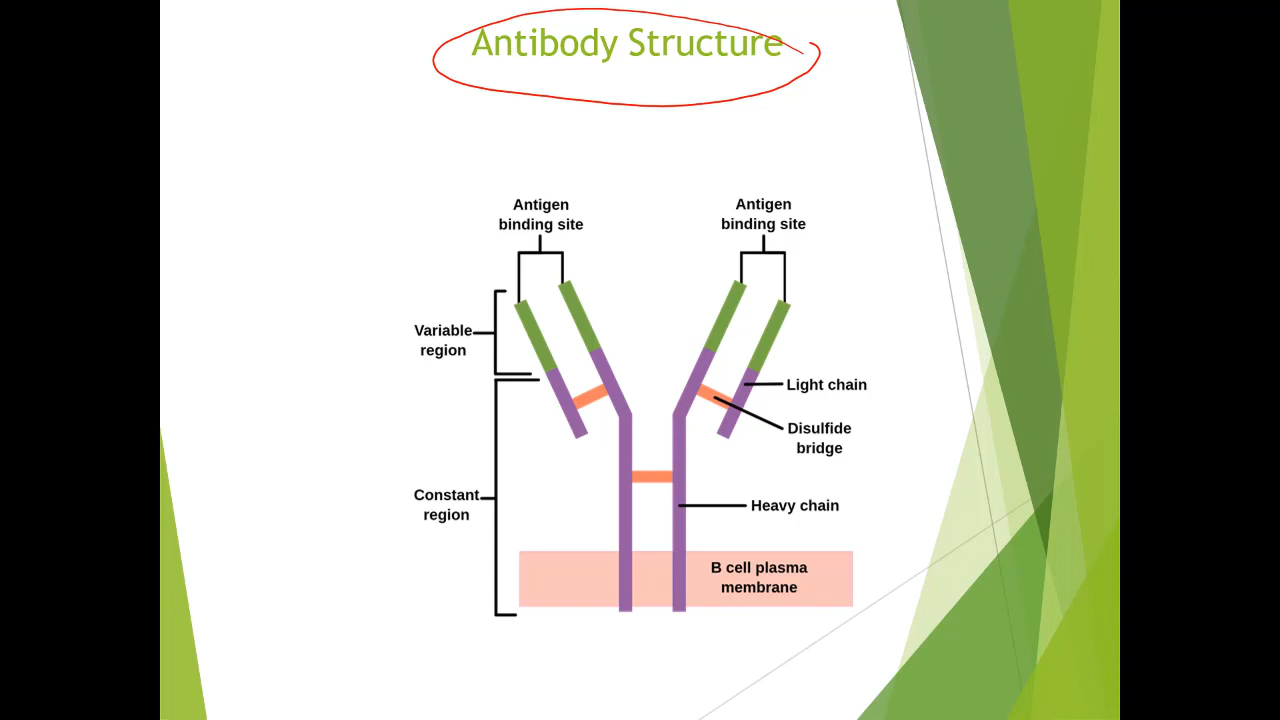 Antibody Structure
Antigen
binding site
Antigen
binding site
Variable
region
Light chain
Disulfide
bridge
Constant
region
Heavy chain
B cell plasma
membrane